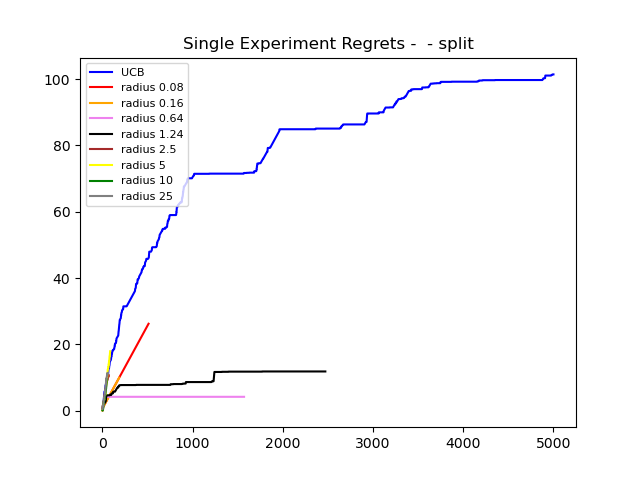 Single Experiment Regrets -  - split
UCB
radius 0.08
radius 0.16
radius 0.64
radius 1.24
radius 2.5
radius 5
radius 10
radius 25
100
80
60
40
20
0
0 1000 2000 3000 4000 5000